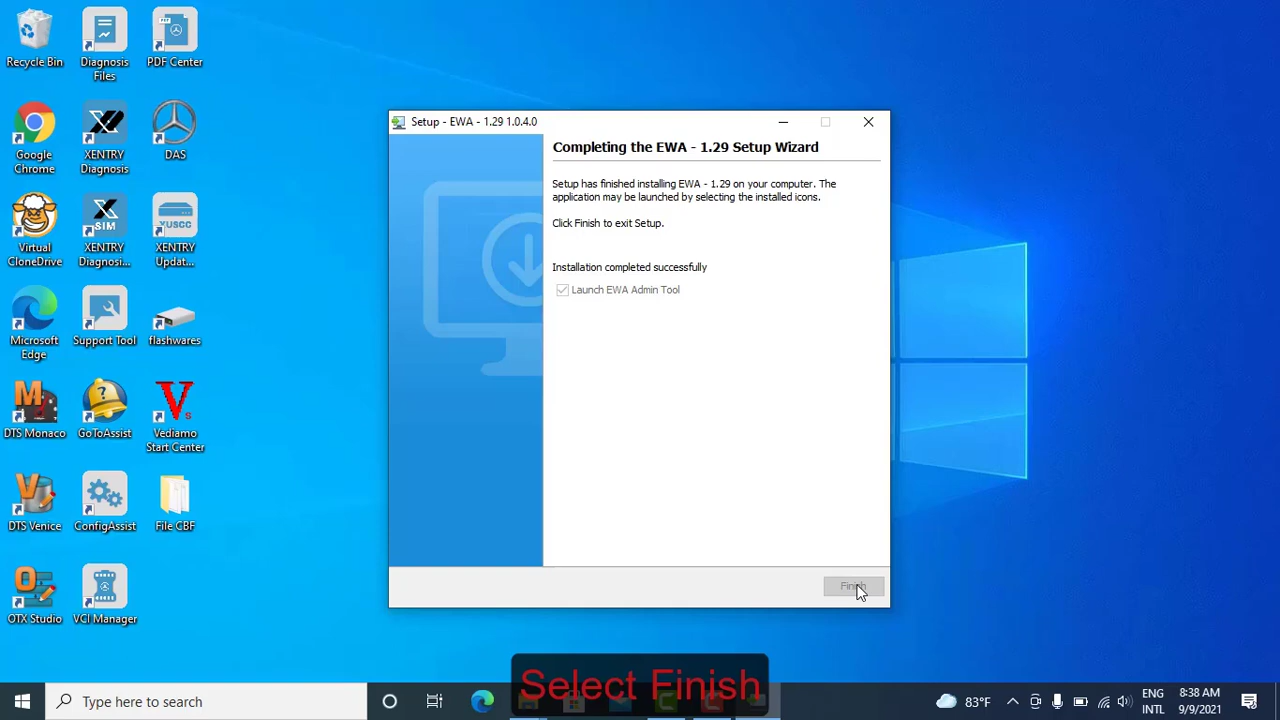 Recycle Bin
Diagnosis
Files
PDF Center
Google
Chrome
XENTRY
Diagnosis
DAS
Virtual
CloneDrive
XENTRY
Diagnosi...
XENTRY
Updat...
Microsoft
Edge
Support Tool
flashwares
DTS Monaco
GoToAssist
Vediamo
Start Center
DTS Venice
ConfigAssist
File CBF
OTX Studio
VCI Manager
Setup - EWA - 1.29 1.0.4.0
Completing the EWA - 1.29 Setup Wizard
Setup has finished installing EWA - 1.29 on your computer. The
application may be launched by selecting the installed icons.
Click Finish to exit Setup.
Installation completed successfully
Launch EWA Admin Tool
Finish
Select Finish
Type here to search
83°F
ENG
INTL
8:38 AM
9/9/2021